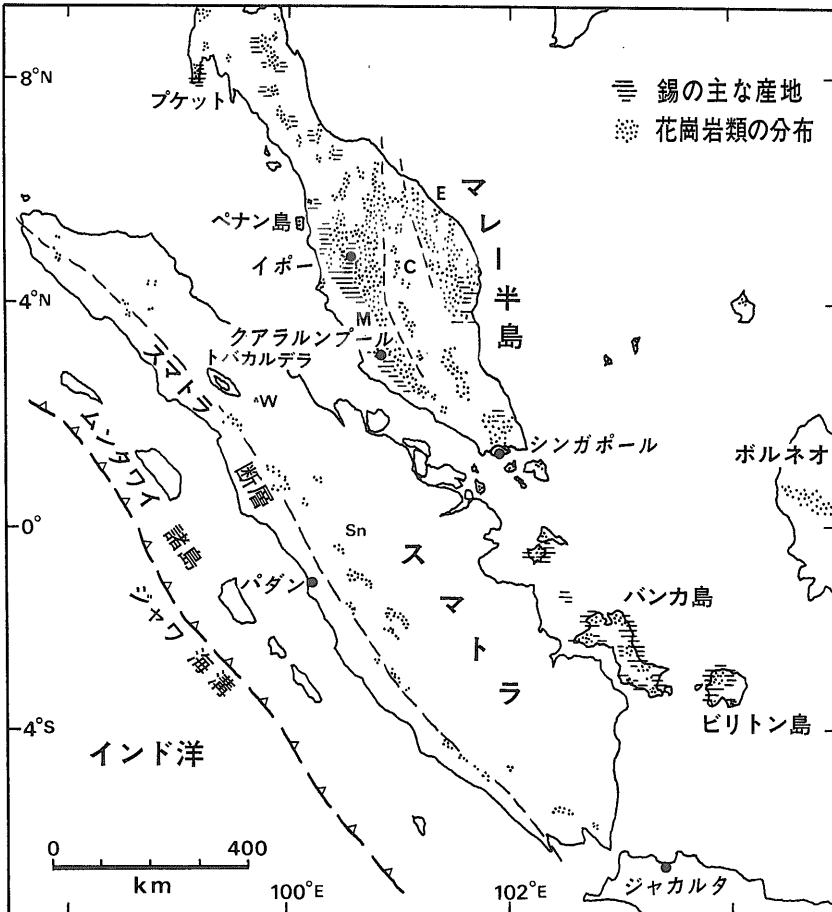 8°N
プケット
錫の主な産地
花崗岩類の分布
ペナン島
E
マレー半島
イポー
C
4°N
M
クアラルンプール
トバカルデラ
スマトラ
断層
W
ムンタワイ
諸島
シンガポール
ボルネオ
0°
Sn
スマトラ
パダン
バンカ島
ジャワ
海溝
ビリトン島
4°S
インド洋
0
400
km
100°E
102°E
ジャカルタ